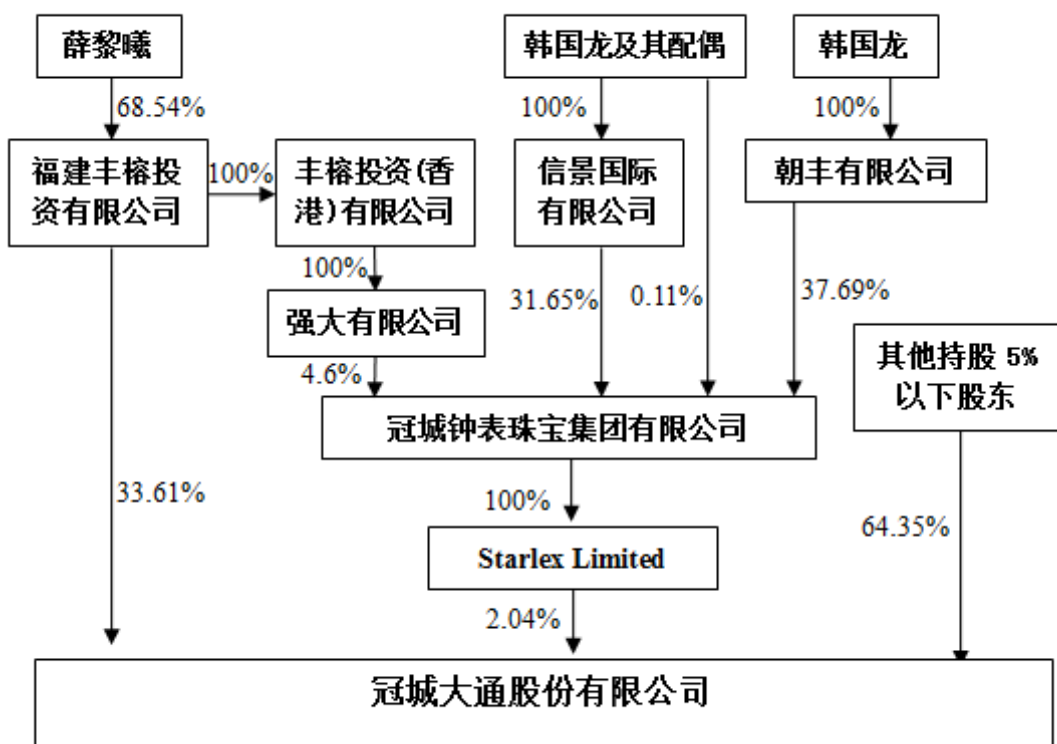 薛黎曦
韩国龙及其配偶
韩国龙
68.54%
100%
100%
福建丰榕投
资有限公司
100%
丰榕投资(香
港)有限公司
信景国际
有限公司
朝丰有限公司
100%
31.65%
0.11%
37.69%
强大有限公司
其他持股 5%
以下股东
4.6%
冠城钟表珠宝集团有限公司
33.61%
100%
64.35%
Starlex Limited
2.04%
冠城大通股份有限公司